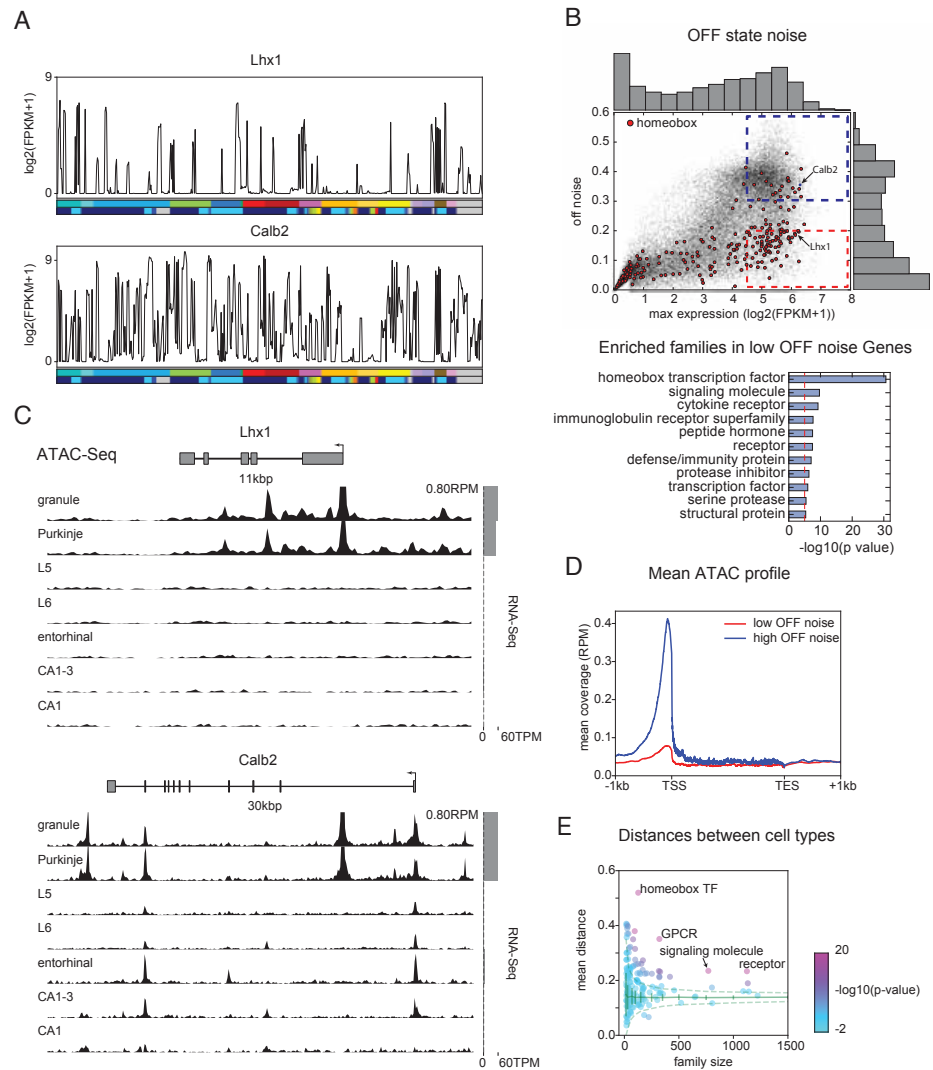 A
Lhx1
9
log2(FPKM+1)
0
Calb2
9
log2(FPKM+1)
0
B
OFF state noise
homeobox
0.6
0.5
0.4
0.3
0.2
0.1
0.0
off noise
Calb2
Lhx1
0 1 2 3 4 5 6 7 8
max expression (log2(FPKM+1))
Enriched families in low OFF noise Genes
homeobox transcription factor
signaling molecule
cytokine receptor
immunoglobulin receptor superfamily
peptide hormone
receptor
defense/immunity protein
protease inhibitor
transcription factor
serine protease
structural protein
0 10 20 30
-log10(p value)
C
Lhx1
ATAC-Seq
11kbp
0.80RPM
granule
Purkinje
L5
L6
entorhinal
CA1-3
CA1
RNA-Seq
0 60TPM
Calb2
30kbp
0.80RPM
granule
Purkinje
L5
L6
entorhinal
CA1-3
CA1
RNA-Seq
0 60TPM
D
Mean ATAC profile
low OFF noise
high OFF noise
0.4
0.3
0.2
0.1
0.0
mean coverage (RPM)
-1kb TSS TES +1kb
E
Distances between cell types
0.6
0.4
0.2
0.0
mean distance
homeobox TF
GPCR
signaling molecule
receptor
0 500 1000 1500
family size
20
-log10(p-value)
-2